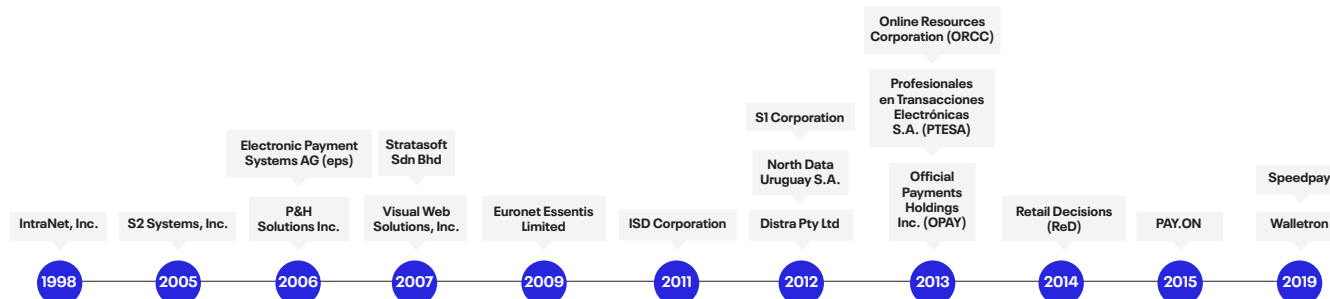 Online Resources
Corporation (ORCC)
Profesionales
en Transacciones
Electrónicas
S.A. (PTESA)
S1 Corporation
Electronic Payment
Systems AG (eps)
Stratasoft
Sdn Bhd
North Data
Uruguay S.A.
Official
Payments
Holdings
Inc. (OPAY)
Speedpay
IntraNet, Inc.
S2 Systems, Inc.
P&H
Solutions Inc.
Visual Web
Solutions, Inc.
Euronet Essentis
Limited
ISD Corporation
Distra Pty Ltd
Retail Decisions
(ReD)
PAY.ON
Walletron
1998
2005
2006
2007
2009
2011
2012
2013
2014
2015
2019